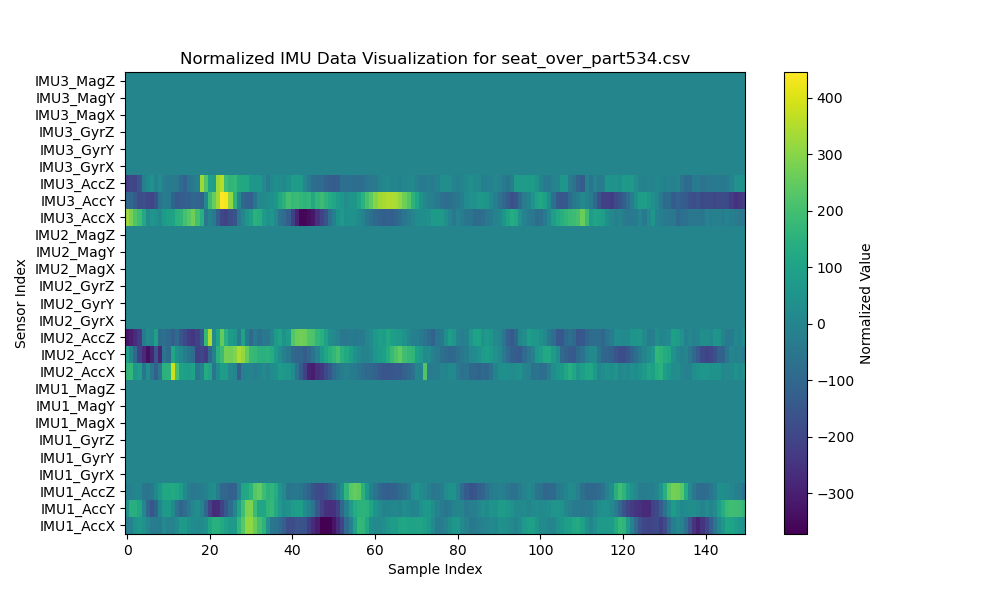 Normalized IMU Data Visualization for seat_over_part534.csv
IMU3_MagZ
IMU3_MagY
IMU3_MagX
IMU3_GyrZ
IMU3_GyrY
IMU3_GyrX
IMU3_AccZ
IMU3_AccY
IMU3_AccX
IMU2_MagZ
IMU2_MagY
IMU2_MagX
IMU2_GyrZ
IMU2_GyrY
IMU2_GyrX
IMU2_AccZ
IMU2_AccY
IMU2_AccX
IMU1_MagZ
IMU1_MagY
IMU1_MagX
IMU1_GyrZ
IMU1_GyrY
IMU1_GyrX
IMU1_AccZ
IMU1_AccY
IMU1_AccX
Sensor Index
0 20 40 60 80 100 120 140
Sample Index
400
300
200
100
0
−100
−200
−300
Normalized Value